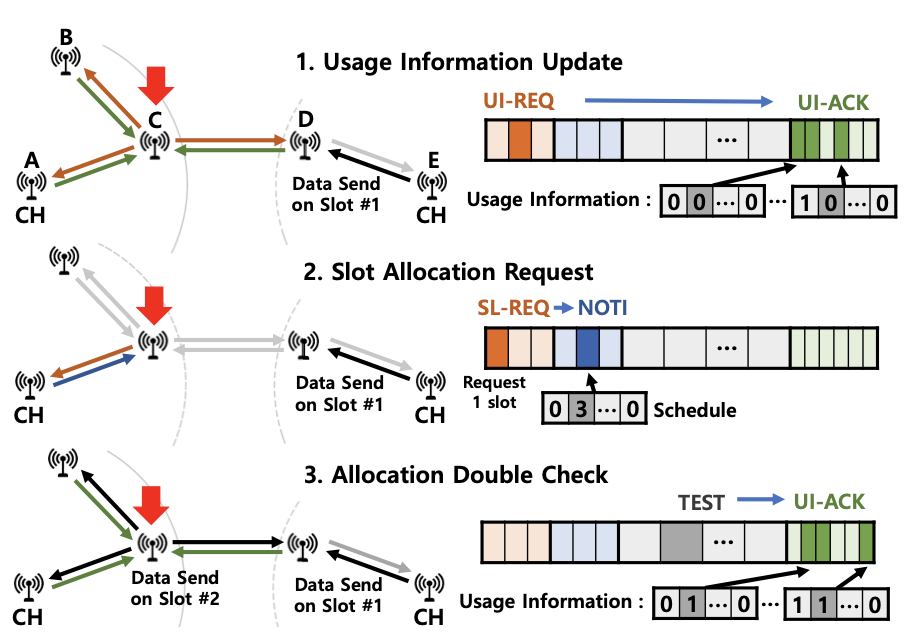 1. Usage Information Update
B
C
D
A
E
CH
CH
Data Send
on Slot #1
UI-REQ
UI-ACK
Usage Information :
0 0 ... 0 ... 1 0 ... 0
2. Slot Allocation Request
CH
CH
Data Send
on Slot #1
SL-REQ
NOTI
...
Request
1 slot
0 3 ... 0
Schedule
3. Allocation Double Check
CH
CH
Data Send
on Slot #2
Data Send
on Slot #1
TEST
UI-ACK
...
Usage Information :
0 1 ... 0 ... 1 1 ... 0